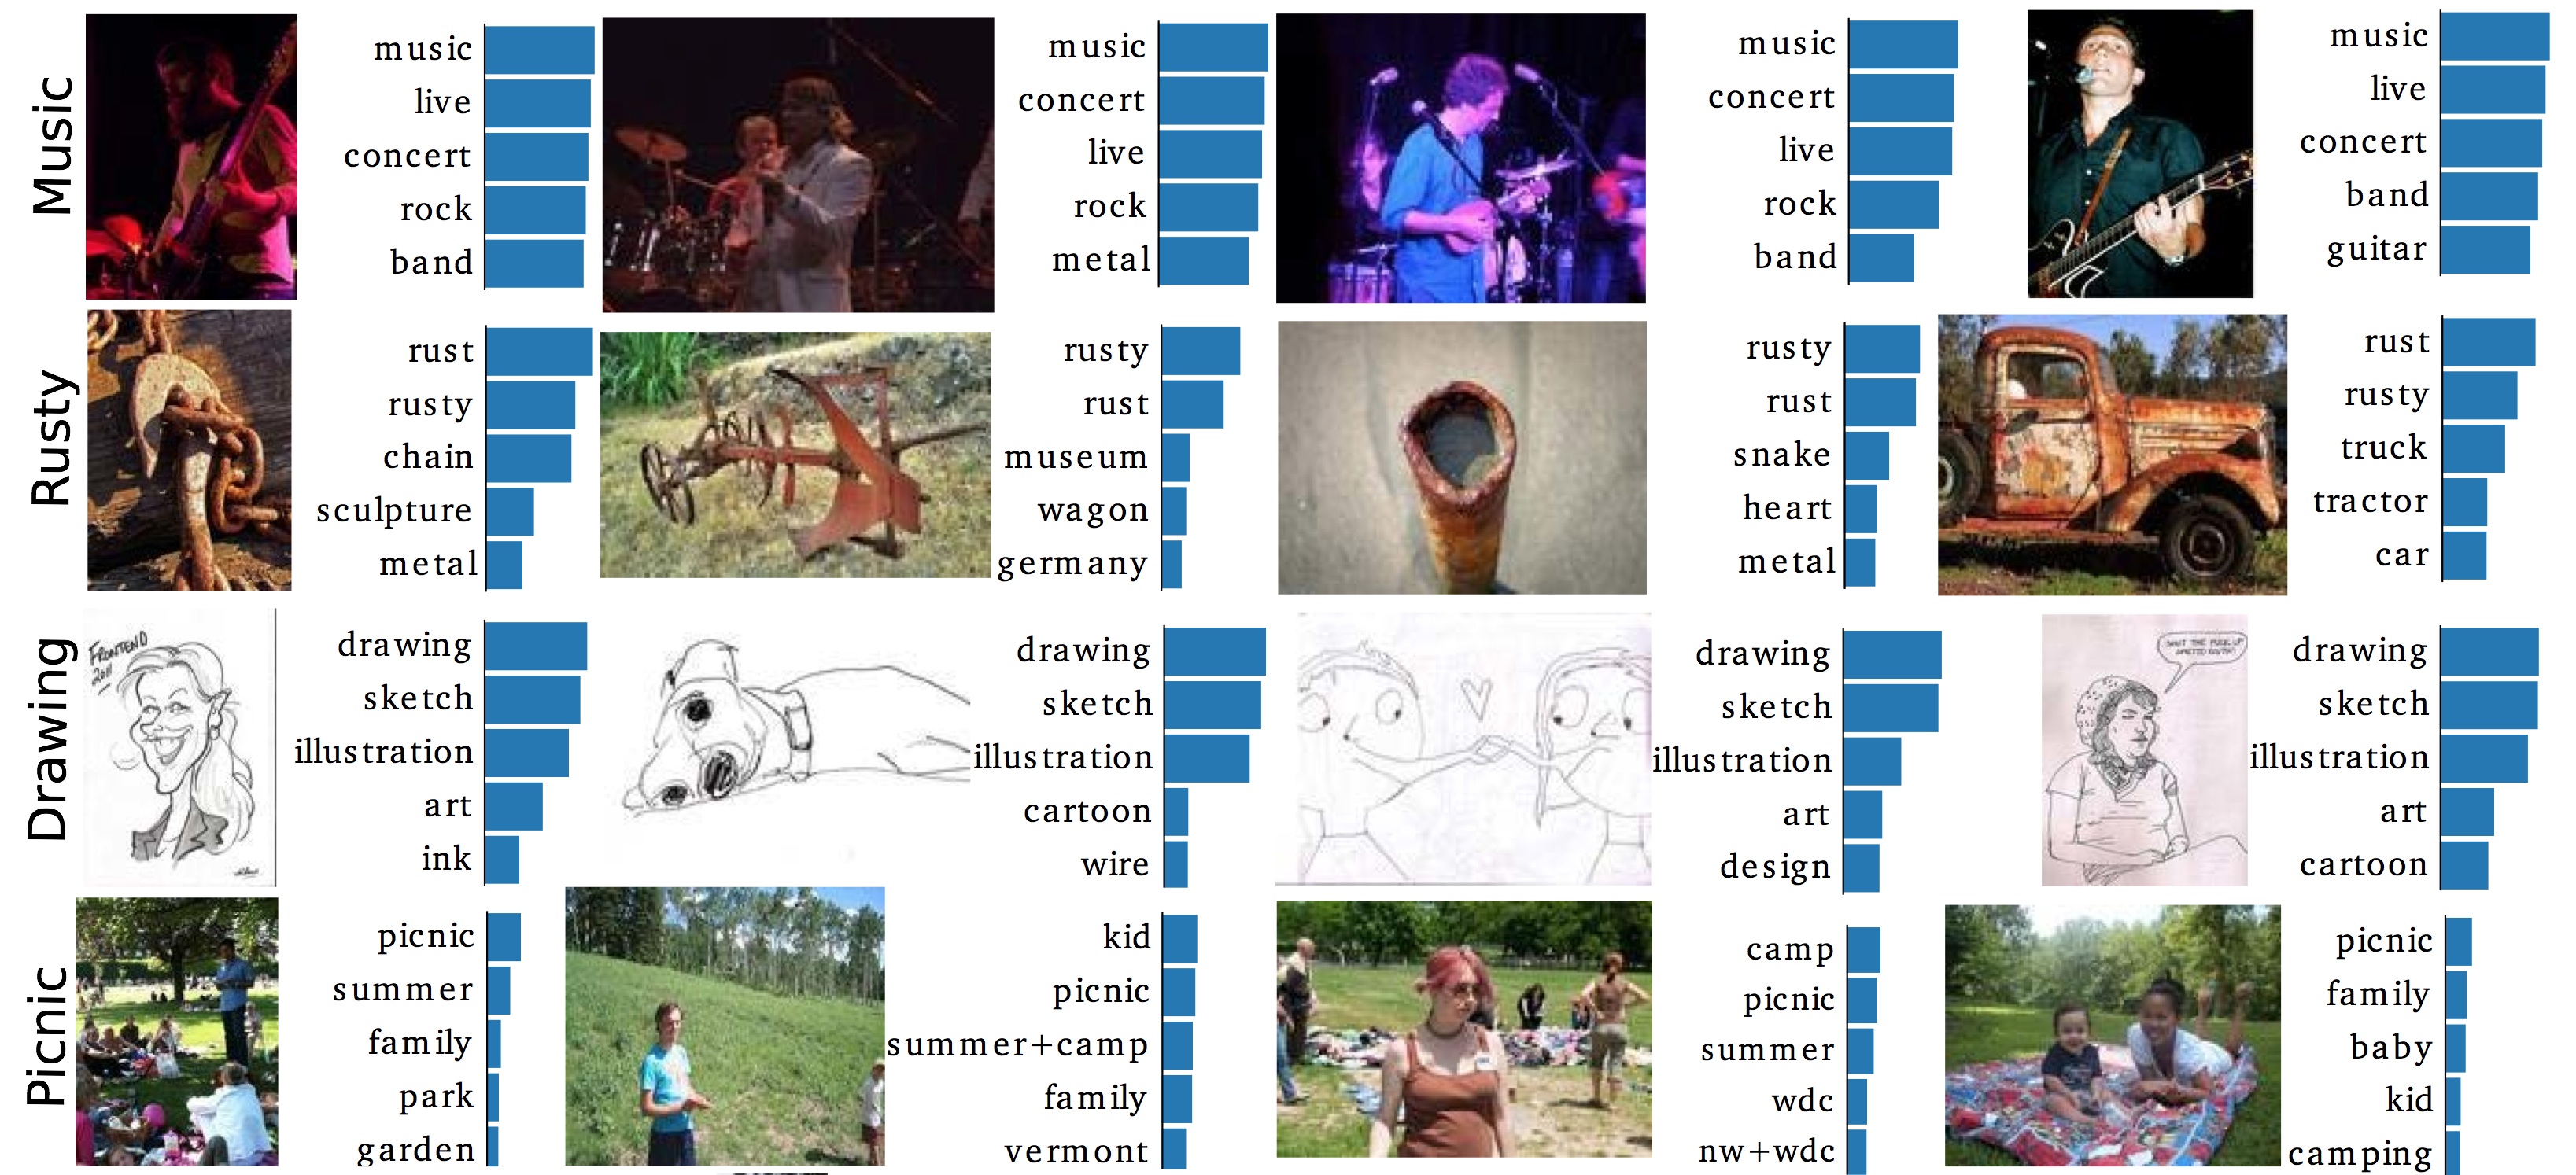 Music
music
live
concert
rock
band
music
concert
live
rock
metal
music
concert
live
rock
band
music
live
concert
band
guitar
Rusty
rust
rusty
chain
sculpture
metal
rusty
rust
museum
wagon
germany
rusty
rust
snake
heart
metal
rust
rusty
truck
tractor
car
Drawing
FRONTEND
2011
drawing
sketch
illustration
art
ink
drawing
sketch
illustration
cartoon
wire
drawing
sketch
illustration
art
design
drawing
sketch
illustration
art
cartoon
Picnic
picnic
summer
family
park
garden
kid
picnic
summer+camp
family
vermont
camp
picnic
summer
wdc
nw+wdc
picnic
family
baby
kid
camping